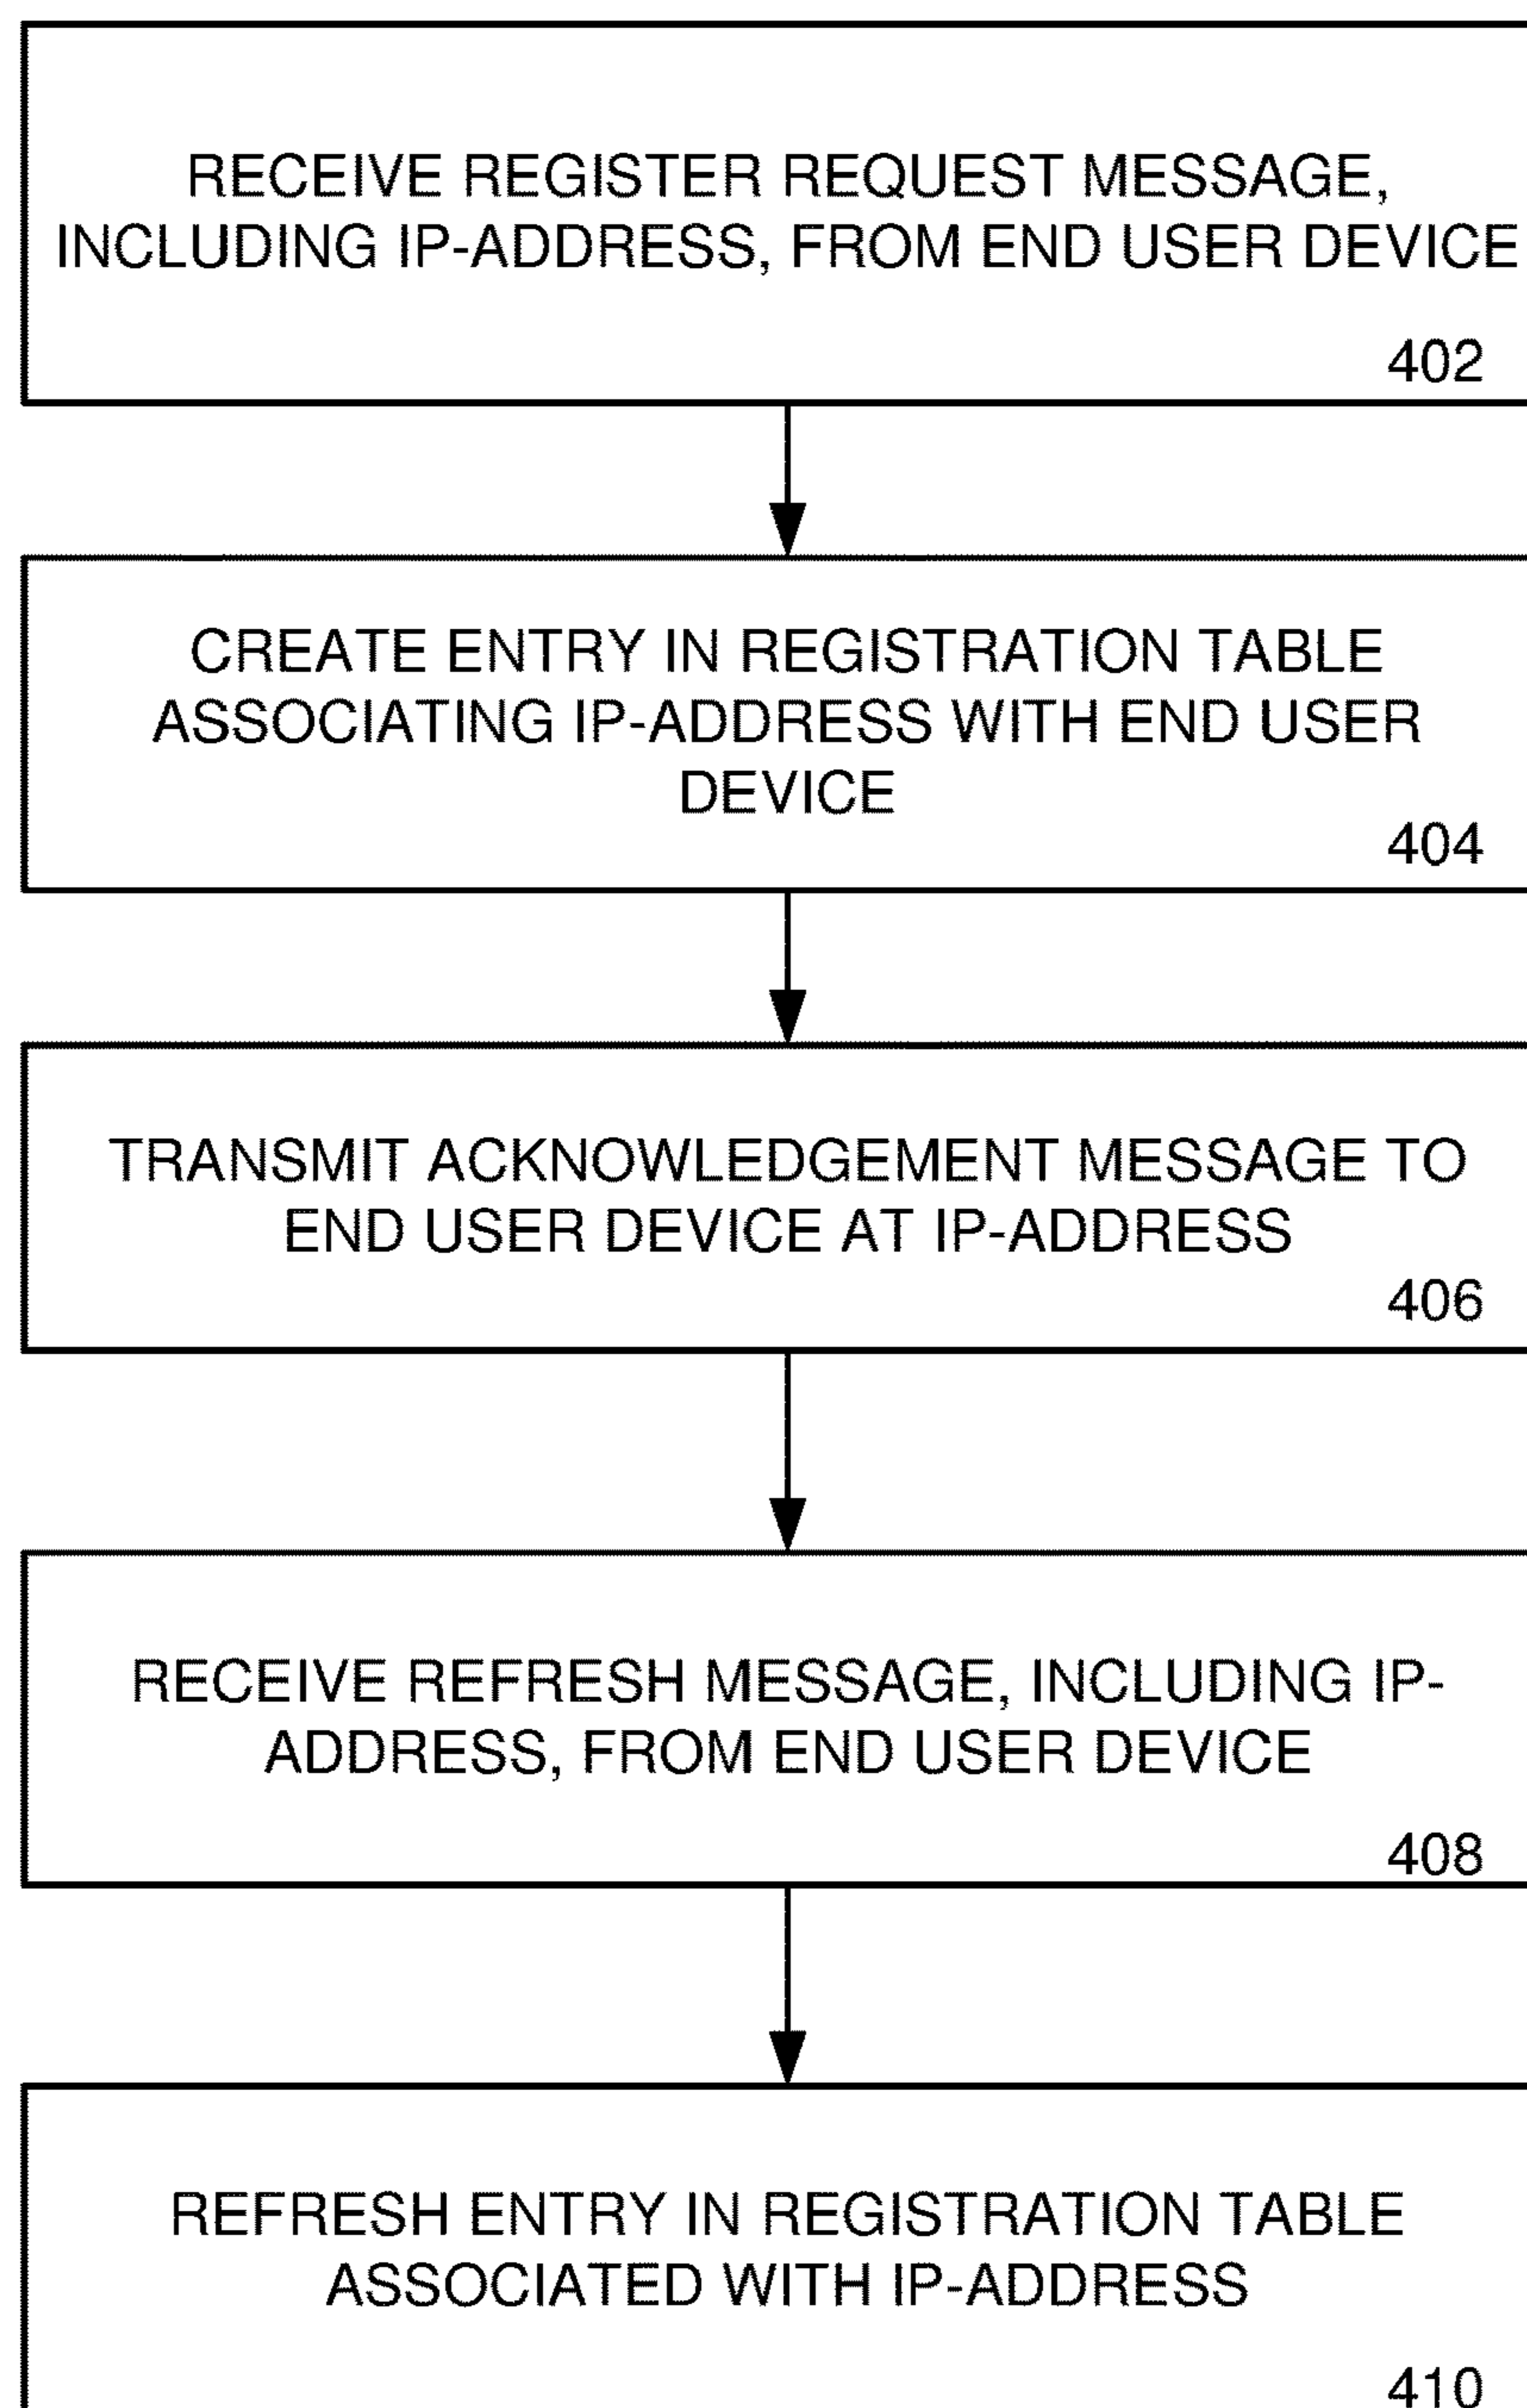 RECEIVE REGISTER REQUEST MESSAGE,
INCLUDING IP-ADDRESS, FROM END USER DEVICE
402
CREATE ENTRY IN REGISTRATION TABLE
ASSOCIATING IP-ADDRESS WITH END USER
DEVICE
404
TRANSMIT ACKNOWLEDGEMENT MESSAGE TO
END USER DEVICE AT IP-ADDRESS
406
RECEIVE REFRESH MESSAGE, INCLUDING IP-
ADDRESS, FROM END USER DEVICE
408
REFRESH ENTRY IN REGISTRATION TABLE
ASSOCIATED WITH IP-ADDRESS
410